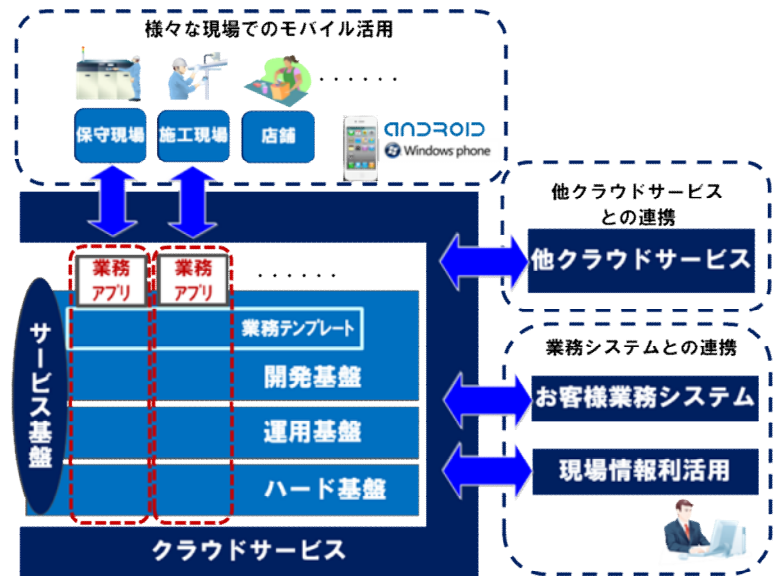 様々な現場でのモバイル活用
・・・・・・
保守現場
施工現場
店舗
ANDROID
Windows phone
他クラウドサービス
との連携
他クラウドサービス
業務
アプリ
業務
アプリ
・・・・・・
サービス基盤
業務テンプレート
開発基盤
運用基盤
ハード基盤
クラウドサービス
業務システムとの連携
お客様業務システム
現場情報利活用